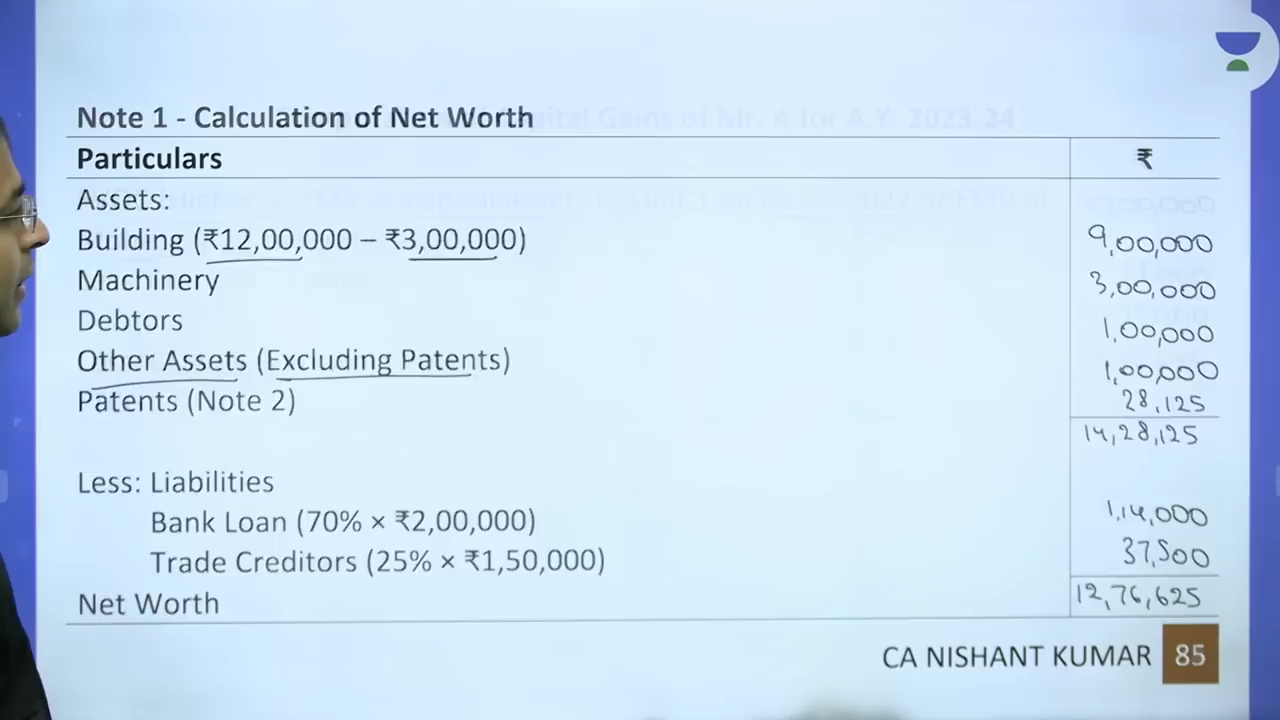 Note 1 - Calculation of Net Worth
Particulars ₹
Assets:
Building (₹12,00,000 – ₹3,00,000) 9,00,000
Machinery 3,00,000
Debtors 1,00,000
Other Assets (Excluding Patents) 1,00,000
Patents (Note 2) 28,125
14,28,125
Less: Liabilities
Bank Loan (70% × ₹2,00,000) 1,14,000
Trade Creditors (25% × ₹1,50,000) 37,500
Net Worth 12,76,625
CA NISHANT KUMAR 85